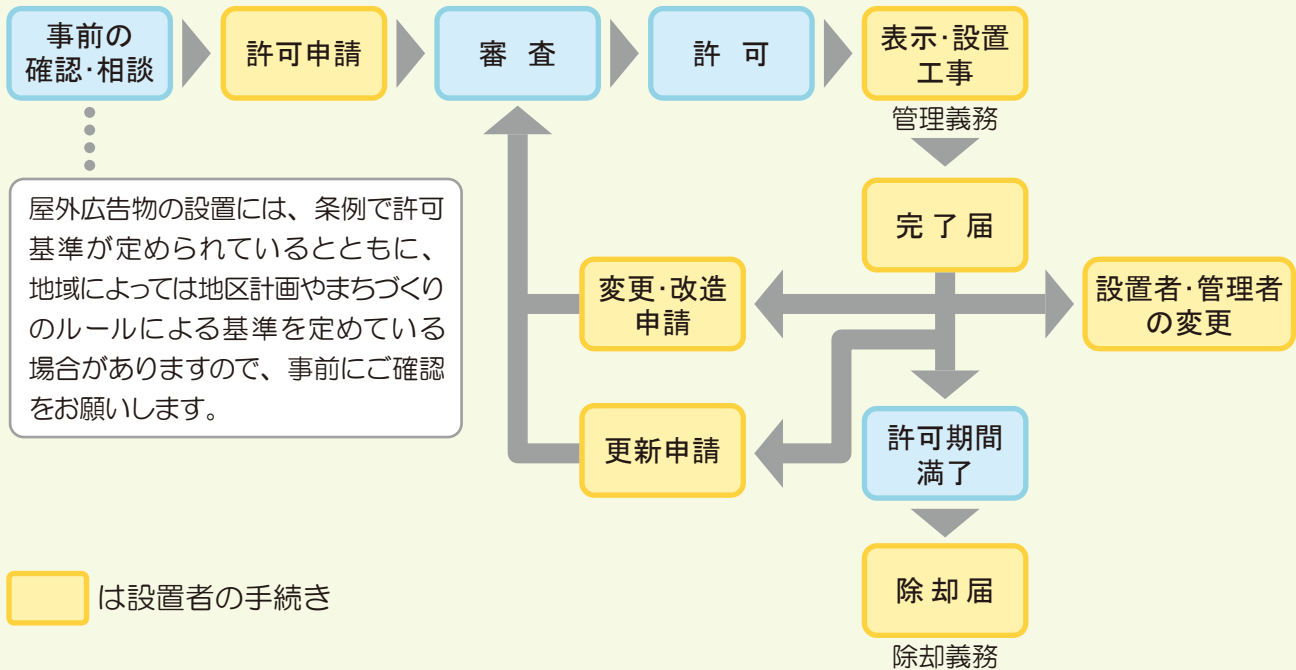 事前の
確認・相談
許可申請
審 査
許 可
表示・設置
工事
管理義務
屋外広告物の設置には、条例で許可
基準が定められているとともに、
地域によっては地区計画やまちづくり
のルールによる基準を定めている
場合がありますので、事前にご確認
をお願いします。
完 了 届
変更・改造
申請
設置者・管理者
の変更
更新申請
許可期間
満了
除 却 届
除却義務
は設置者の手続き